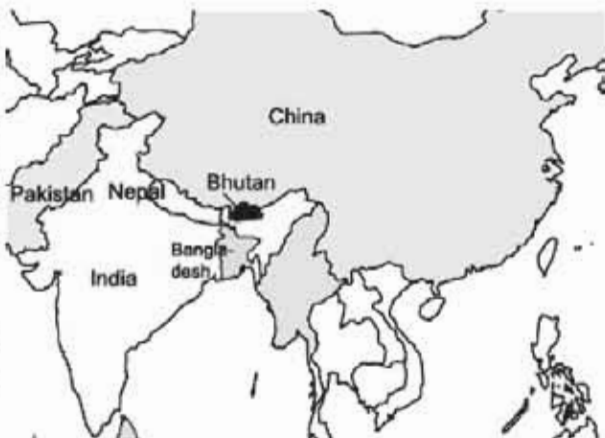 China
Pakistan
Nepal
Bhutan
Bangla-
desh
India